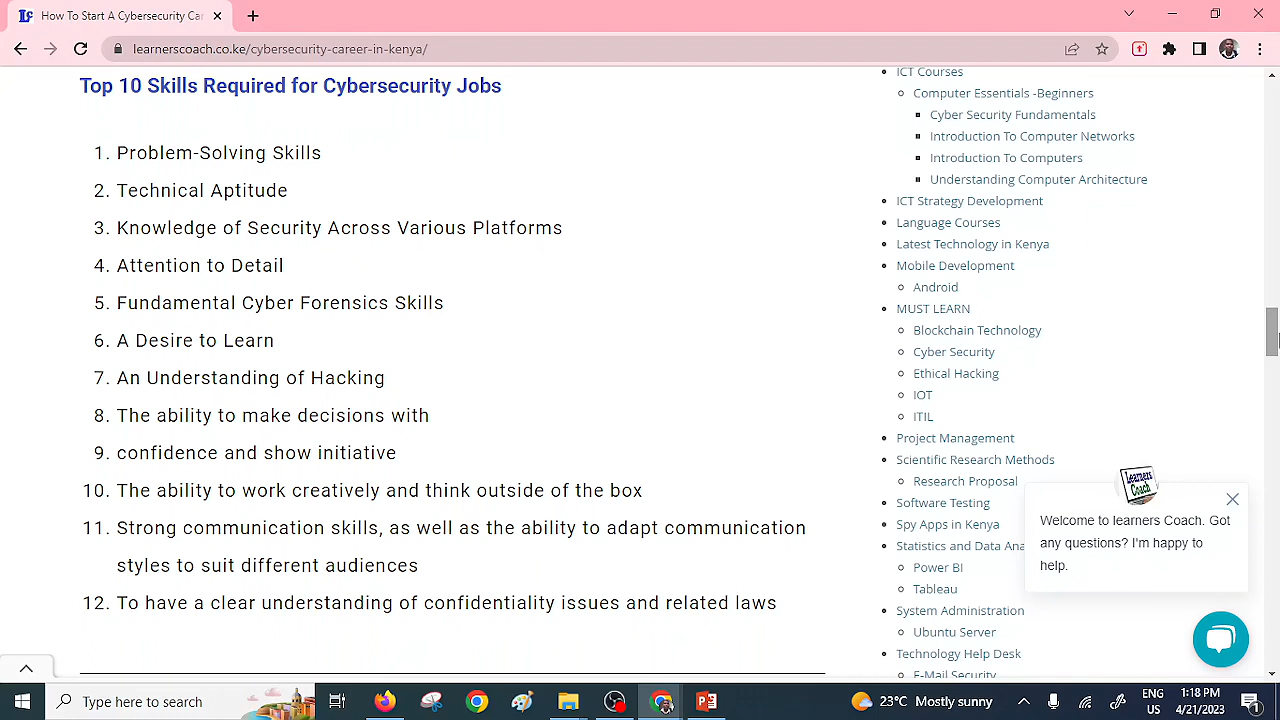 How To Start A Cybersecurity Car
learnerscoach.co.ke/cybersecurity-career-in-kenya/
Top 10 Skills Required for Cybersecurity Jobs
1. Problem-Solving Skills
2. Technical Aptitude
3. Knowledge of Security Across Various Platforms
4. Attention to Detail
5. Fundamental Cyber Forensics Skills
6. A Desire to Learn
7. An Understanding of Hacking
8. The ability to make decisions with
9. confidence and show initiative
10. The ability to work creatively and think outside of the box
11. Strong communication skills, as well as the ability to adapt communication
styles to suit different audiences
12. To have a clear understanding of confidentiality issues and related laws
ICT Courses
Computer Essentials -Beginners
Cyber Security Fundamentals
Introduction To Computer Networks
Introduction To Computers
Understanding Computer Architecture
ICT Strategy Development
Language Courses
Latest Technology in Kenya
Mobile Development
Android
MUST LEARN
Blockchain Technology
Cyber Security
Ethical Hacking
IOT
ITIL
Project Management
Scientific Research Methods
Research Proposal
Software Testing
Spy Apps in Kenya
Statistics and Data Ana
Power BI
Tableau
System Administration
Ubuntu Server
Technology Help Desk
E-Mail Security
Learners
Coach
Welcome to learners Coach. Got
any questions? I'm happy to
help.
Type here to search
23°C Mostly sunny
ENG
US
1:18 PM
4/21/2023
1